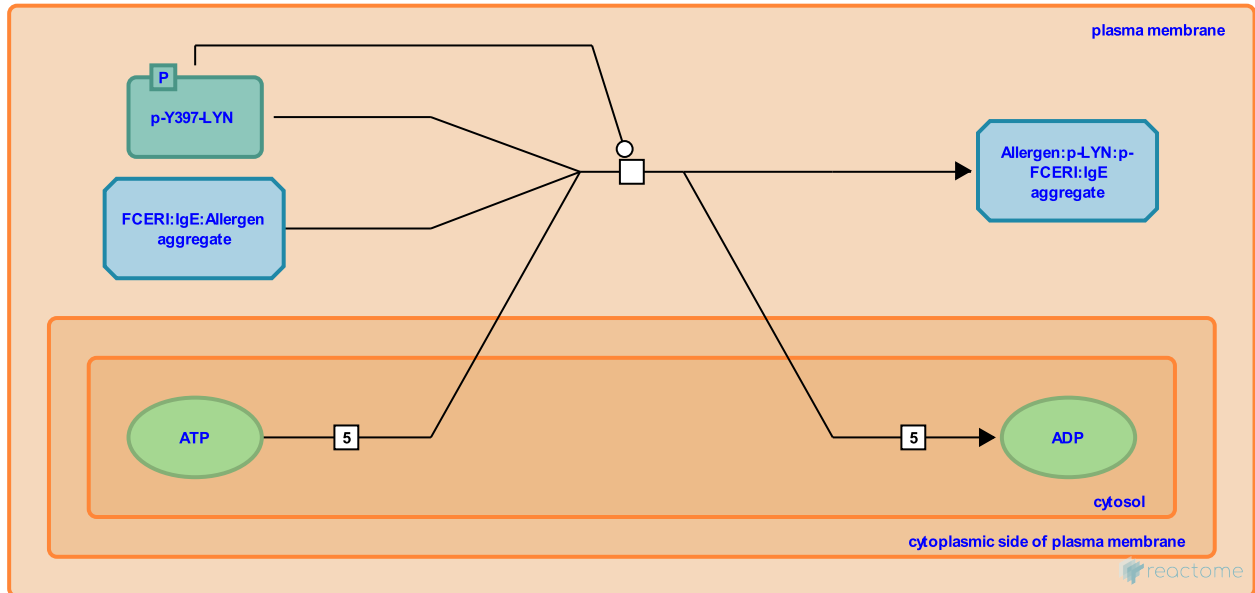 plasma membrane
P
p-Y397-LYN
FCERI:IgE:Allergen
aggregate
Allergen:p-LYN:p-
FCERI:IgE
aggregate
ATP
5
5
ADP
cytosol
cytoplasmic side of plasma membrane
reactome